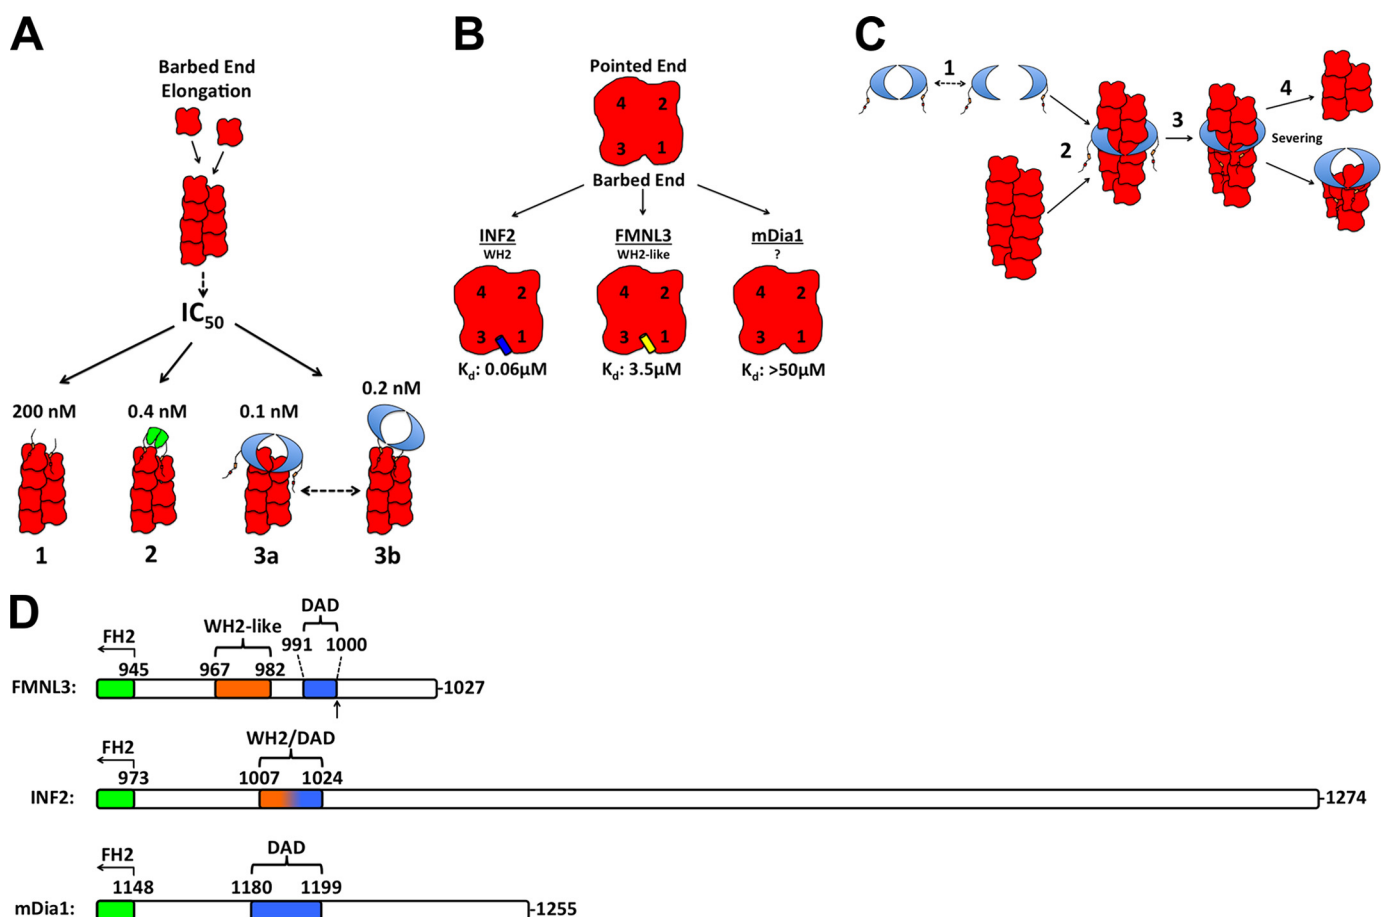 A
Barbed End
Elongation
IC50
200 nM
0.4 nM
0.1 nM
0.2 nM
1
2
3a
3b
B
Pointed End
4 2
3 1
Barbed End
INF2
WH2
4 2
3 1
Kd: 0.06μM
FMNL3
WH2-like
4 2
3 1
Kd: 3.5μM
mDia1
?
4 2
3 1
Kd: >50μM
C
1
2
3
4
Severing
D
FH2
945
WH2-like
967 982
DAD
991 1000
FMNL3:
-1027
FH2
973
WH2/DAD
1007 1024
INF2:
-1274
FH2
1148
DAD
1180 1199
mDia1:
-1255